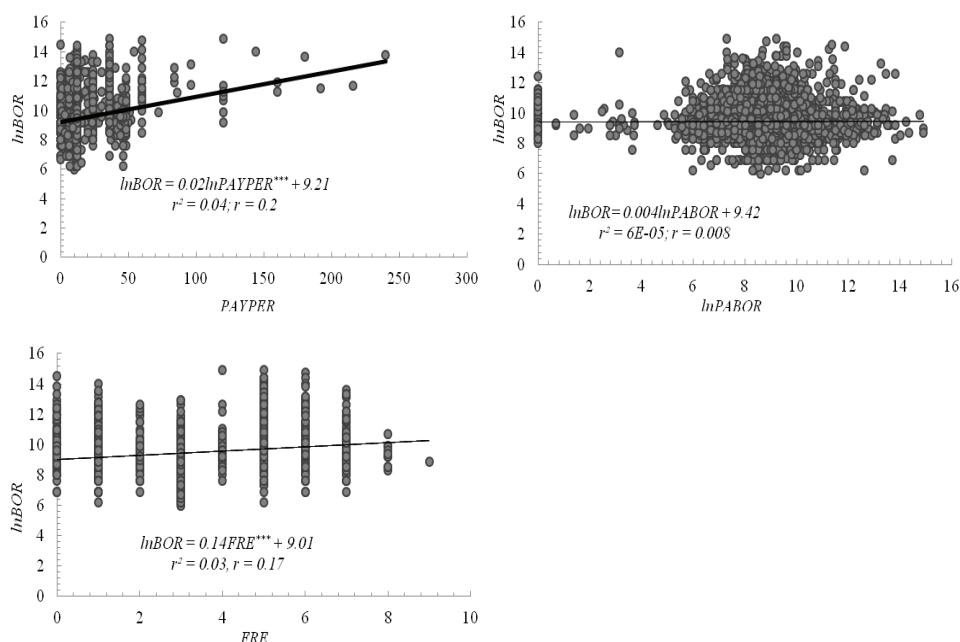 16
14
12
10
8
6
4
2
0
lnBOR
lnBOR = 0.02lnPAYPER*** + 9.21
r² = 0.04; r = 0.2
0 50 100 150 200 250 300
PAYPER
16
14
12
10
8
6
4
2
0
lnBOR
lnBOR = 0.004lnPABOR + 9.42
r² = 6E-05; r = 0.008
0 2 4 6 8 10 12 14 16
lnPABOR
16
14
12
10
8
6
4
2
0
lnBOR
lnBOR = 0.14FRE*** + 9.01
r² = 0.03, r = 0.17
0 2 4 6 8 10
FRE